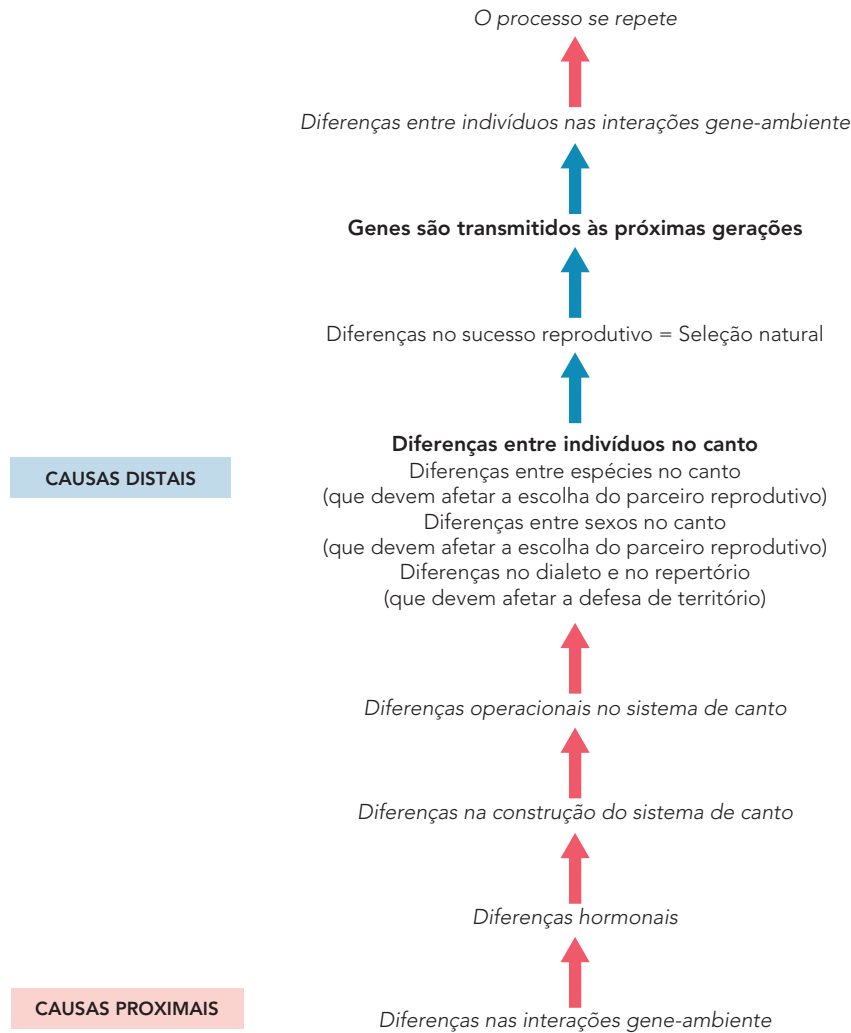 O processo se repete
Diferenças entre indivíduos nas interações gene-ambiente
Genes são transmitidos às próximas gerações
Diferenças no sucesso reprodutivo = Seleção natural
Diferenças entre indivíduos no canto
CAUSAS DISTAIS
Diferenças entre espécies no canto
(que devem afetar a escolha do parceiro reprodutivo)
Diferenças entre sexos no canto
(que devem afetar a escolha do parceiro reprodutivo)
Diferenças no dialeto e no repertório
(que devem afetar a defesa de território)
Diferenças operacionais no sistema de canto
Diferenças na construção do sistema de canto
Diferenças hormonais
CAUSAS PROXIMAIS
Diferenças nas interações gene-ambiente